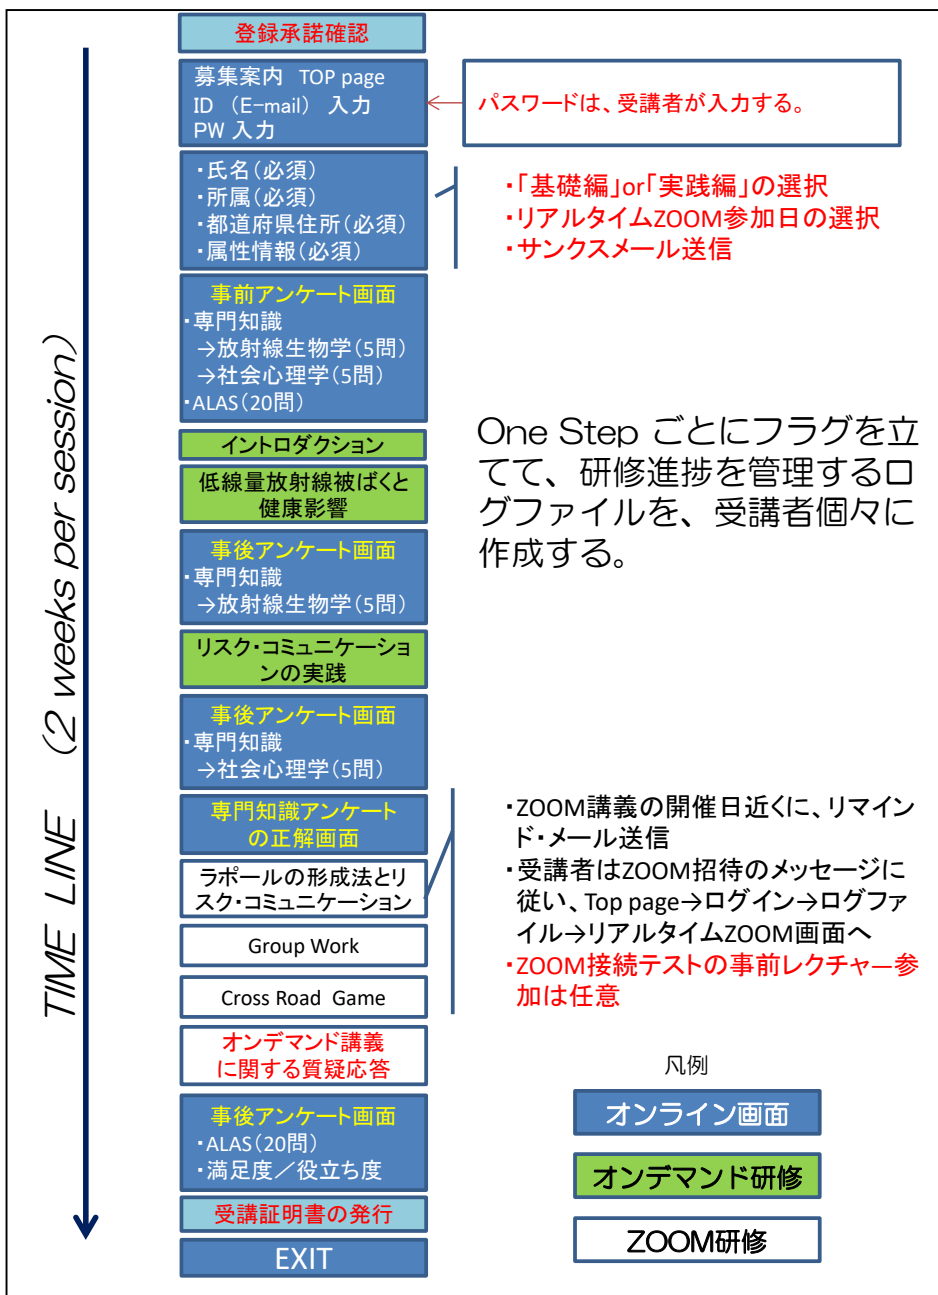 登録承諾確認
募集案内 TOP page
ID (E-mail) 入力
PW 入力
パスワードは、受講者が入力する。
・氏名(必須)
・所属(必須)
・都道府県住所(必須)
・属性情報(必須)
・「基礎編」or「実践編」の選択
・リアルタイムZOOM参加日の選択
・サンクスメール送信
事前アンケート画面
・専門知識
→放射線生物学(5問)
→社会心理学(5問)
・ALAS(20問)
イントロダクション
低線量放射線被ばくと
健康影響
事後アンケート画面
・専門知識
→放射線生物学(5問)
One Step ごとにフラグを立
てて、研修進捗を管理するロ
グファイルを、受講者個々に
作成する。
リスク・コミュニケーショ
ンの実践
事後アンケート画面
・専門知識
→社会心理学(5問)
専門知識アンケート
の正解画面
ラポールの形成法とリ
スク・コミュニケーション
Group Work
Cross Road Game
・ZOOM講義の開催日近くに、リマイン
ド・メール送信
・受講者はZOOM招待のメッセージに
従い、Top page→ログイン→ログファ
イル→リアルタイムZOOM画面へ
・ZOOM接続テストの事前レクチャー参
加は任意
オンデマンド講義
に関する質疑応答
事後アンケート画面
・ALAS(20問)
・満足度/役立ち度
受講証明書の発行
EXIT
凡例
オンライン画面
オンデマンド研修
ZOOM研修
TIME LINE (2 weeks per session)